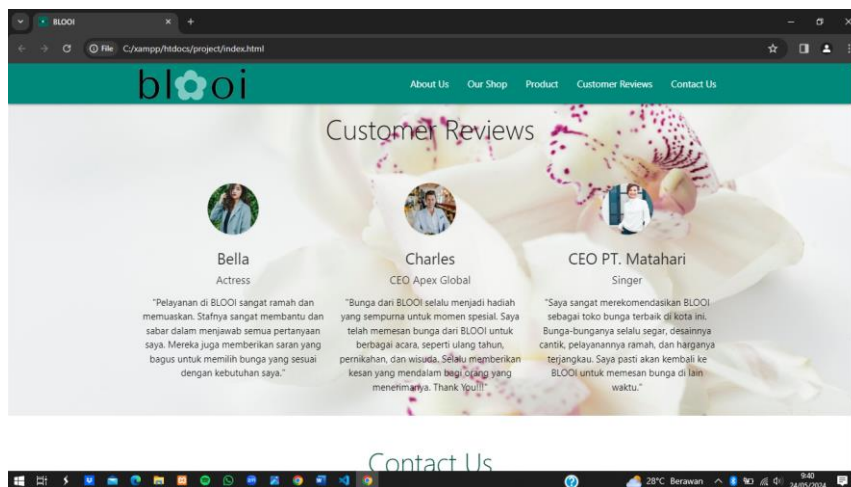 BLOOI
File C:/xampp/htdocs/project/index.html
blooi
About Us Our Shop Product Customer Reviews Contact Us
Customer Reviews
Bella
Actress
"Pelayanan di BLOOI sangat ramah dan
memuaskan. Stafnya sangat membantu dan
sabar dalam menjawab semua pertanyaan
saya. Mereka juga memberikan saran yang
bagus untuk memilih bunga yang sesuai
dengan kebutuhan saya."
Charles
CEO Apex Global
"Bunga dari BLOOI selalu menjadi hadiah
yang sempurna untuk momen spesial. Saya
telah memesan bunga dari BLOOI untuk
berbagai acara, seperti ulang tahun,
pernikahan, dan wisuda. Selalu memberikan
kesan yang mendalam bagi orang yang
menerimanya. Thank You!!!"
CEO PT. Matahari
Singer
"Saya sangat merekomendasikan BLOOI
sebagai toko bunga terbaik di kota ini.
Bunga-bunganya selalu segar, desainnya
cantik, pelayanannya ramah, dan harganya
terjangkau. Saya pasti akan kembali ke
BLOOI untuk memesan bunga di lain
waktu."
Contact Us
28°C Berawan
9:40
24/05/2024